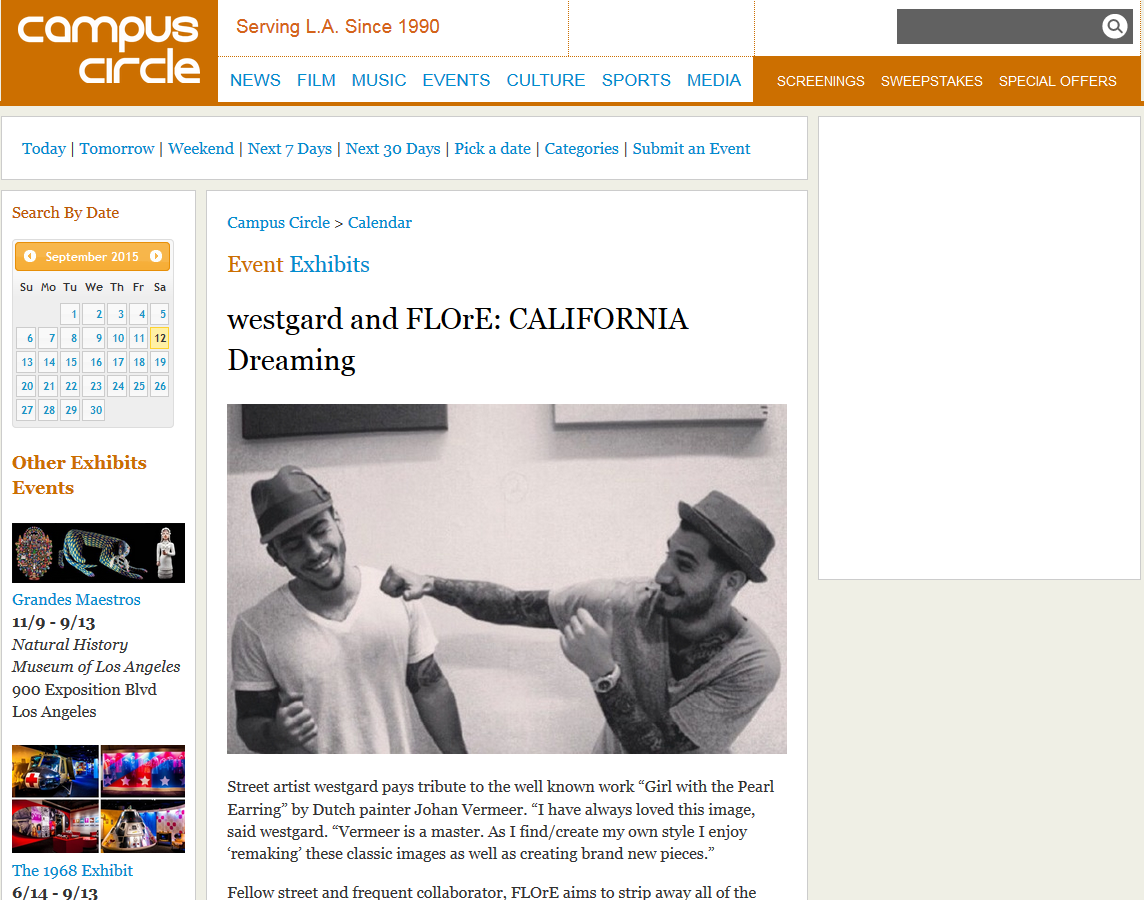 campus
circle
Serving L.A. Since 1990
NEWS FILM MUSIC EVENTS CULTURE SPORTS MEDIA
SCREENINGS SWEEPSTAKES SPECIAL OFFERS
Today | Tomorrow | Weekend | Next 7 Days | Next 30 Days | Pick a date | Categories | Submit an Event
Search By Date
September 2015
Su Mo Tu We Th Fr Sa
1 2 3 4 5
6 7 8 9 10 11 12
13 14 15 16 17 18 19
20 21 22 23 24 25 26
27 28 29 30
Other Exhibits
Events
Grandes Maestros
11/9 - 9/13
Natural History
Museum of Los Angeles
900 Exposition Blvd
Los Angeles
The 1968 Exhibit
6/14 - 9/13
Campus Circle > Calendar
Event Exhibits
westgard and FLOrE: CALIFORNIA
Dreaming
Street artist westgard pays tribute to the well known work “Girl with the Pearl
Earring” by Dutch painter Johan Vermeer. “I have always loved this image,
said westgard. “Vermeer is a master. As I find/create my own style I enjoy
‘remaking’ these classic images as well as creating brand new pieces.”
Fellow street and frequent collaborator, FLOrE aims to strip away all of the